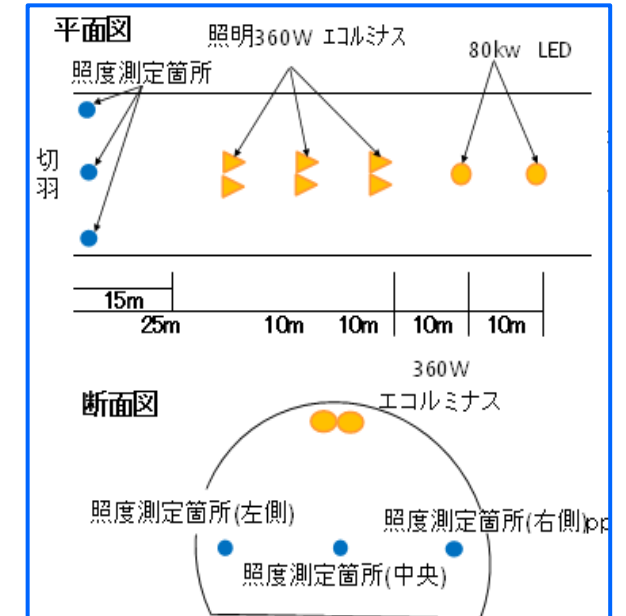 平面図
照明360W エコルミナス
80kw LED
照度測定箇所
切
羽
15m
25m
10m
10m
10m
10m
360W
エコルミナス
断面図
照度測定箇所(左側)
照度測定箇所(右側)pp
照度測定箇所(中央)